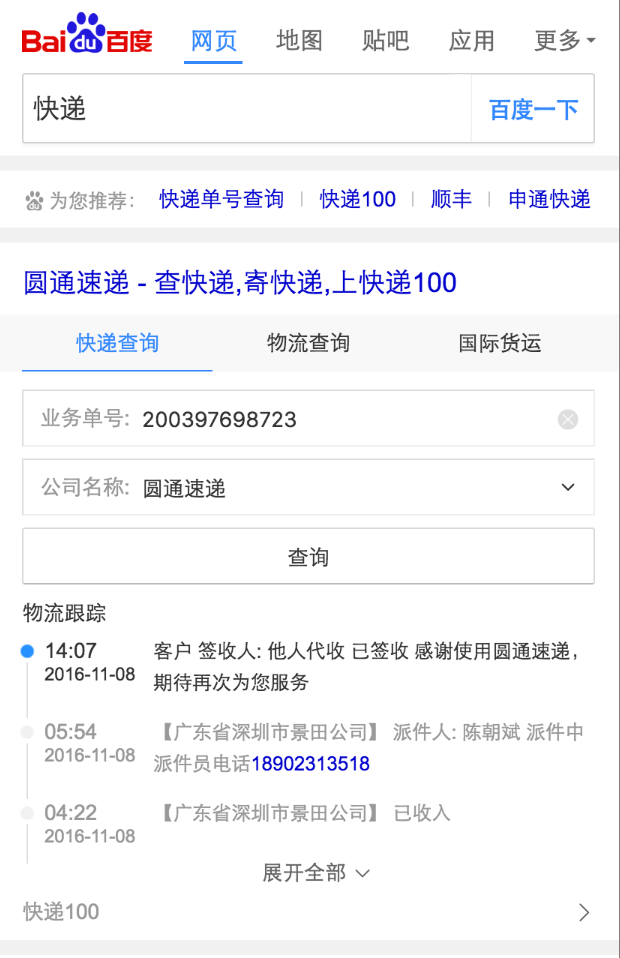 Bai du 百度 网页 地图 贴吧 应用 更多
快递 百度一下
du 为您推荐: 快递单号查询 快递100 顺丰 申通快递
圆通速递 - 查快递,寄快递,上快递100
快递查询 物流查询 国际货运
业务单号: 200397698723
公司名称: 圆通速递
查询
物流跟踪
14:07 客户 签收人: 他人代收 已签收 感谢使用圆通速递，
2016-11-08 期待再次为您服务
05:54 【广东省深圳市景田公司】 派件人: 陈朝斌 派件中
2016-11-08 派件员电话18902313518
04:22 【广东省深圳市景田公司】 已收入
2016-11-08
展开全部
快递100